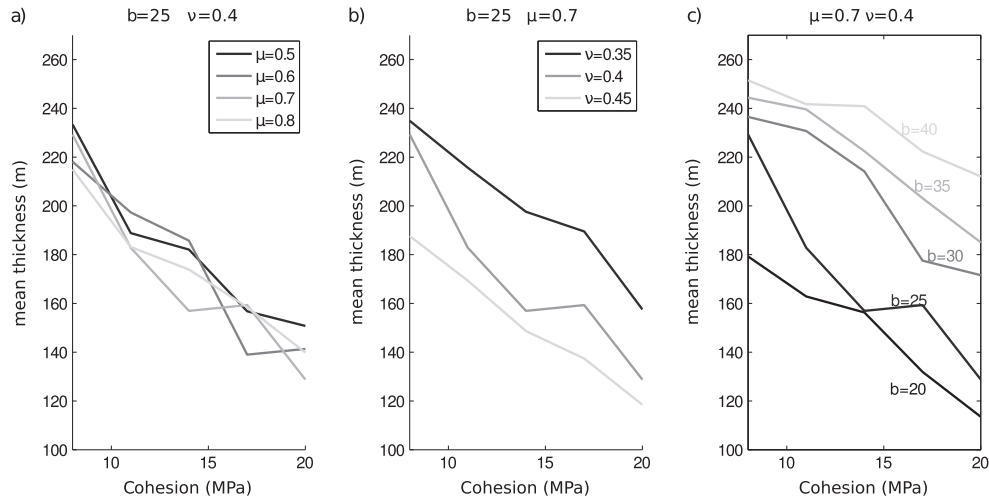 a)
b=25 ν=0.4
260
240
220
200
180
160
140
120
100
mean thickness (m)
μ=0.5
μ=0.6
μ=0.7
μ=0.8
10 15 20
Cohesion (MPa)
b)
b=25 μ=0.7
260
240
220
200
180
160
140
120
100
mean thickness (m)
ν=0.35
ν=0.4
ν=0.45
10 15 20
Cohesion (MPa)
c)
μ=0.7 ν=0.4
260
240
220
200
180
160
140
120
100
mean thickness (m)
b=40
b=35
b=30
b=25
b=20
10 15 20
Cohesion (MPa)